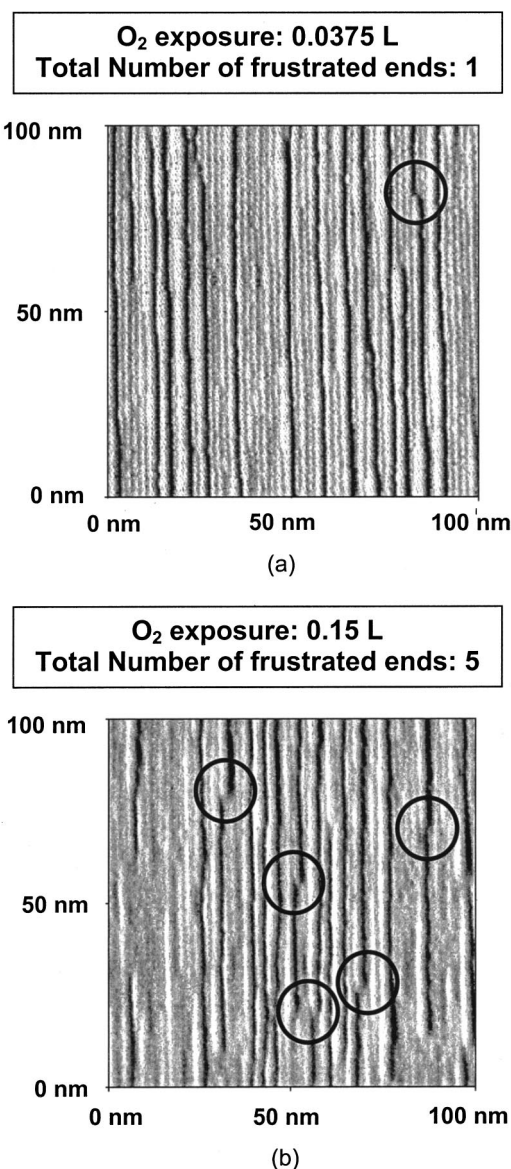 O₂ exposure: 0.0375 L
Total Number of frustrated ends: 1
100 nm
50 nm
0 nm
0 nm 50 nm 100 nm
(a)
O₂ exposure: 0.15 L
Total Number of frustrated ends: 5
100 nm
50 nm
0 nm
0 nm 50 nm 100 nm
(b)